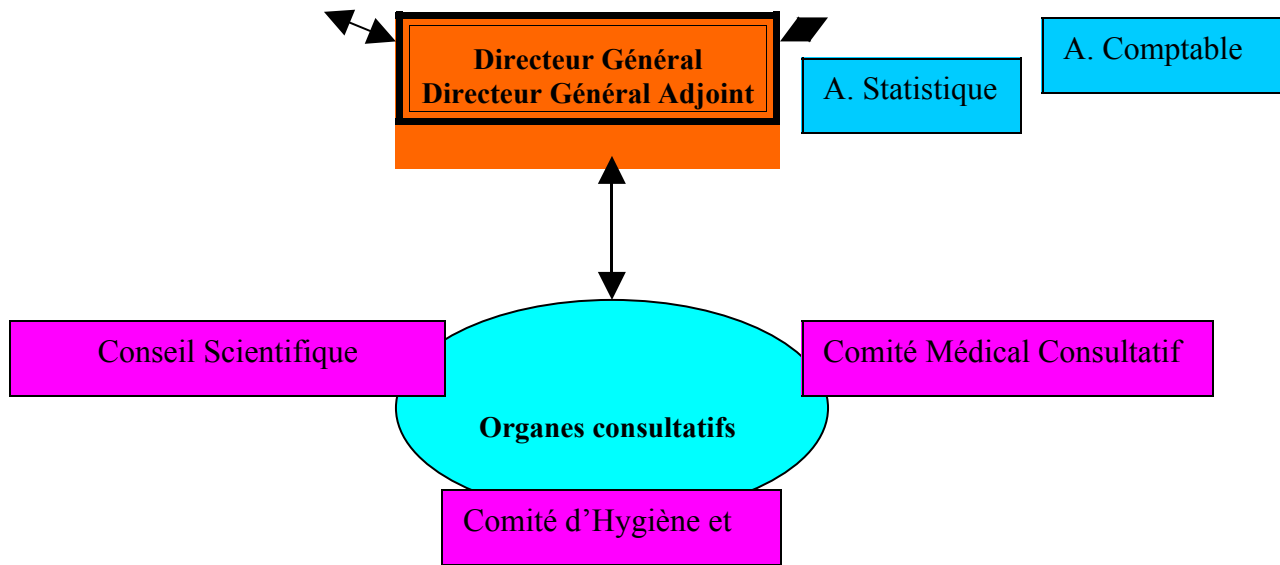 Directeur Général
Directeur Général Adjoint
A. Statistique
A. Comptable
Conseil Scientifique
Comité Médical Consultatif
Organes consultatifs
Comité d’Hygiène et